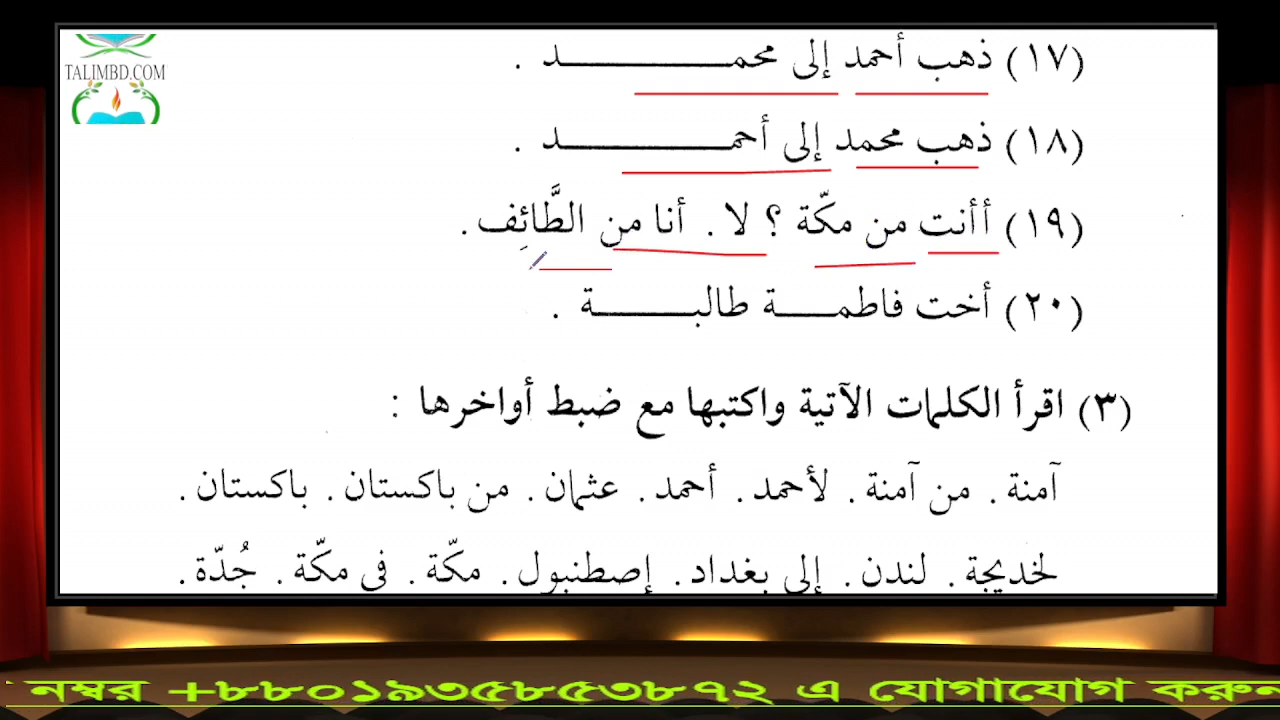 TALIMBD.COM
(١٧) ذهب أحمد إلى محمـــــــــد .
(١٨) ذهب محمد إلى أحمـــــــــد .
(١٩) أأنت من مكّة ؟ لا . أنا من الطَّائِف .
(٢٠) أخت فاطمـــــة طالبـــــــة .
(٣) اقرأ الكلمات الآتية واكتبها مع ضبط أواخرها :
آمنة . من آمنة . لأحمد . أحمد . عثمان . من باكستان . باكستان .
لخديجة . لندن . إلى بغداد . إصطنبول . مكّة . في مكّة . جُدّة .
নম্বর +৮৮০১৯৩৫৮৫৩৮৭২ এ যোগাযোগ করুন